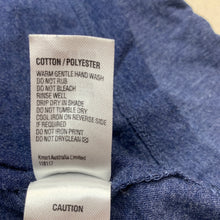 COTTON / POLYESTER
WARM GENTLE HAND WASH
DO NOT RUB
DO NOT BLEACH
RINSE WELL
DRIP DRY IN SHADE
DO NOT TUMBLE DRY
COOL IRON ON REVERSE SIDE
IF REQUIRED
DO NOT IRON PRINT
DO NOT DRYCLEAN
Kmart Australia Limited
118117
CAUTION